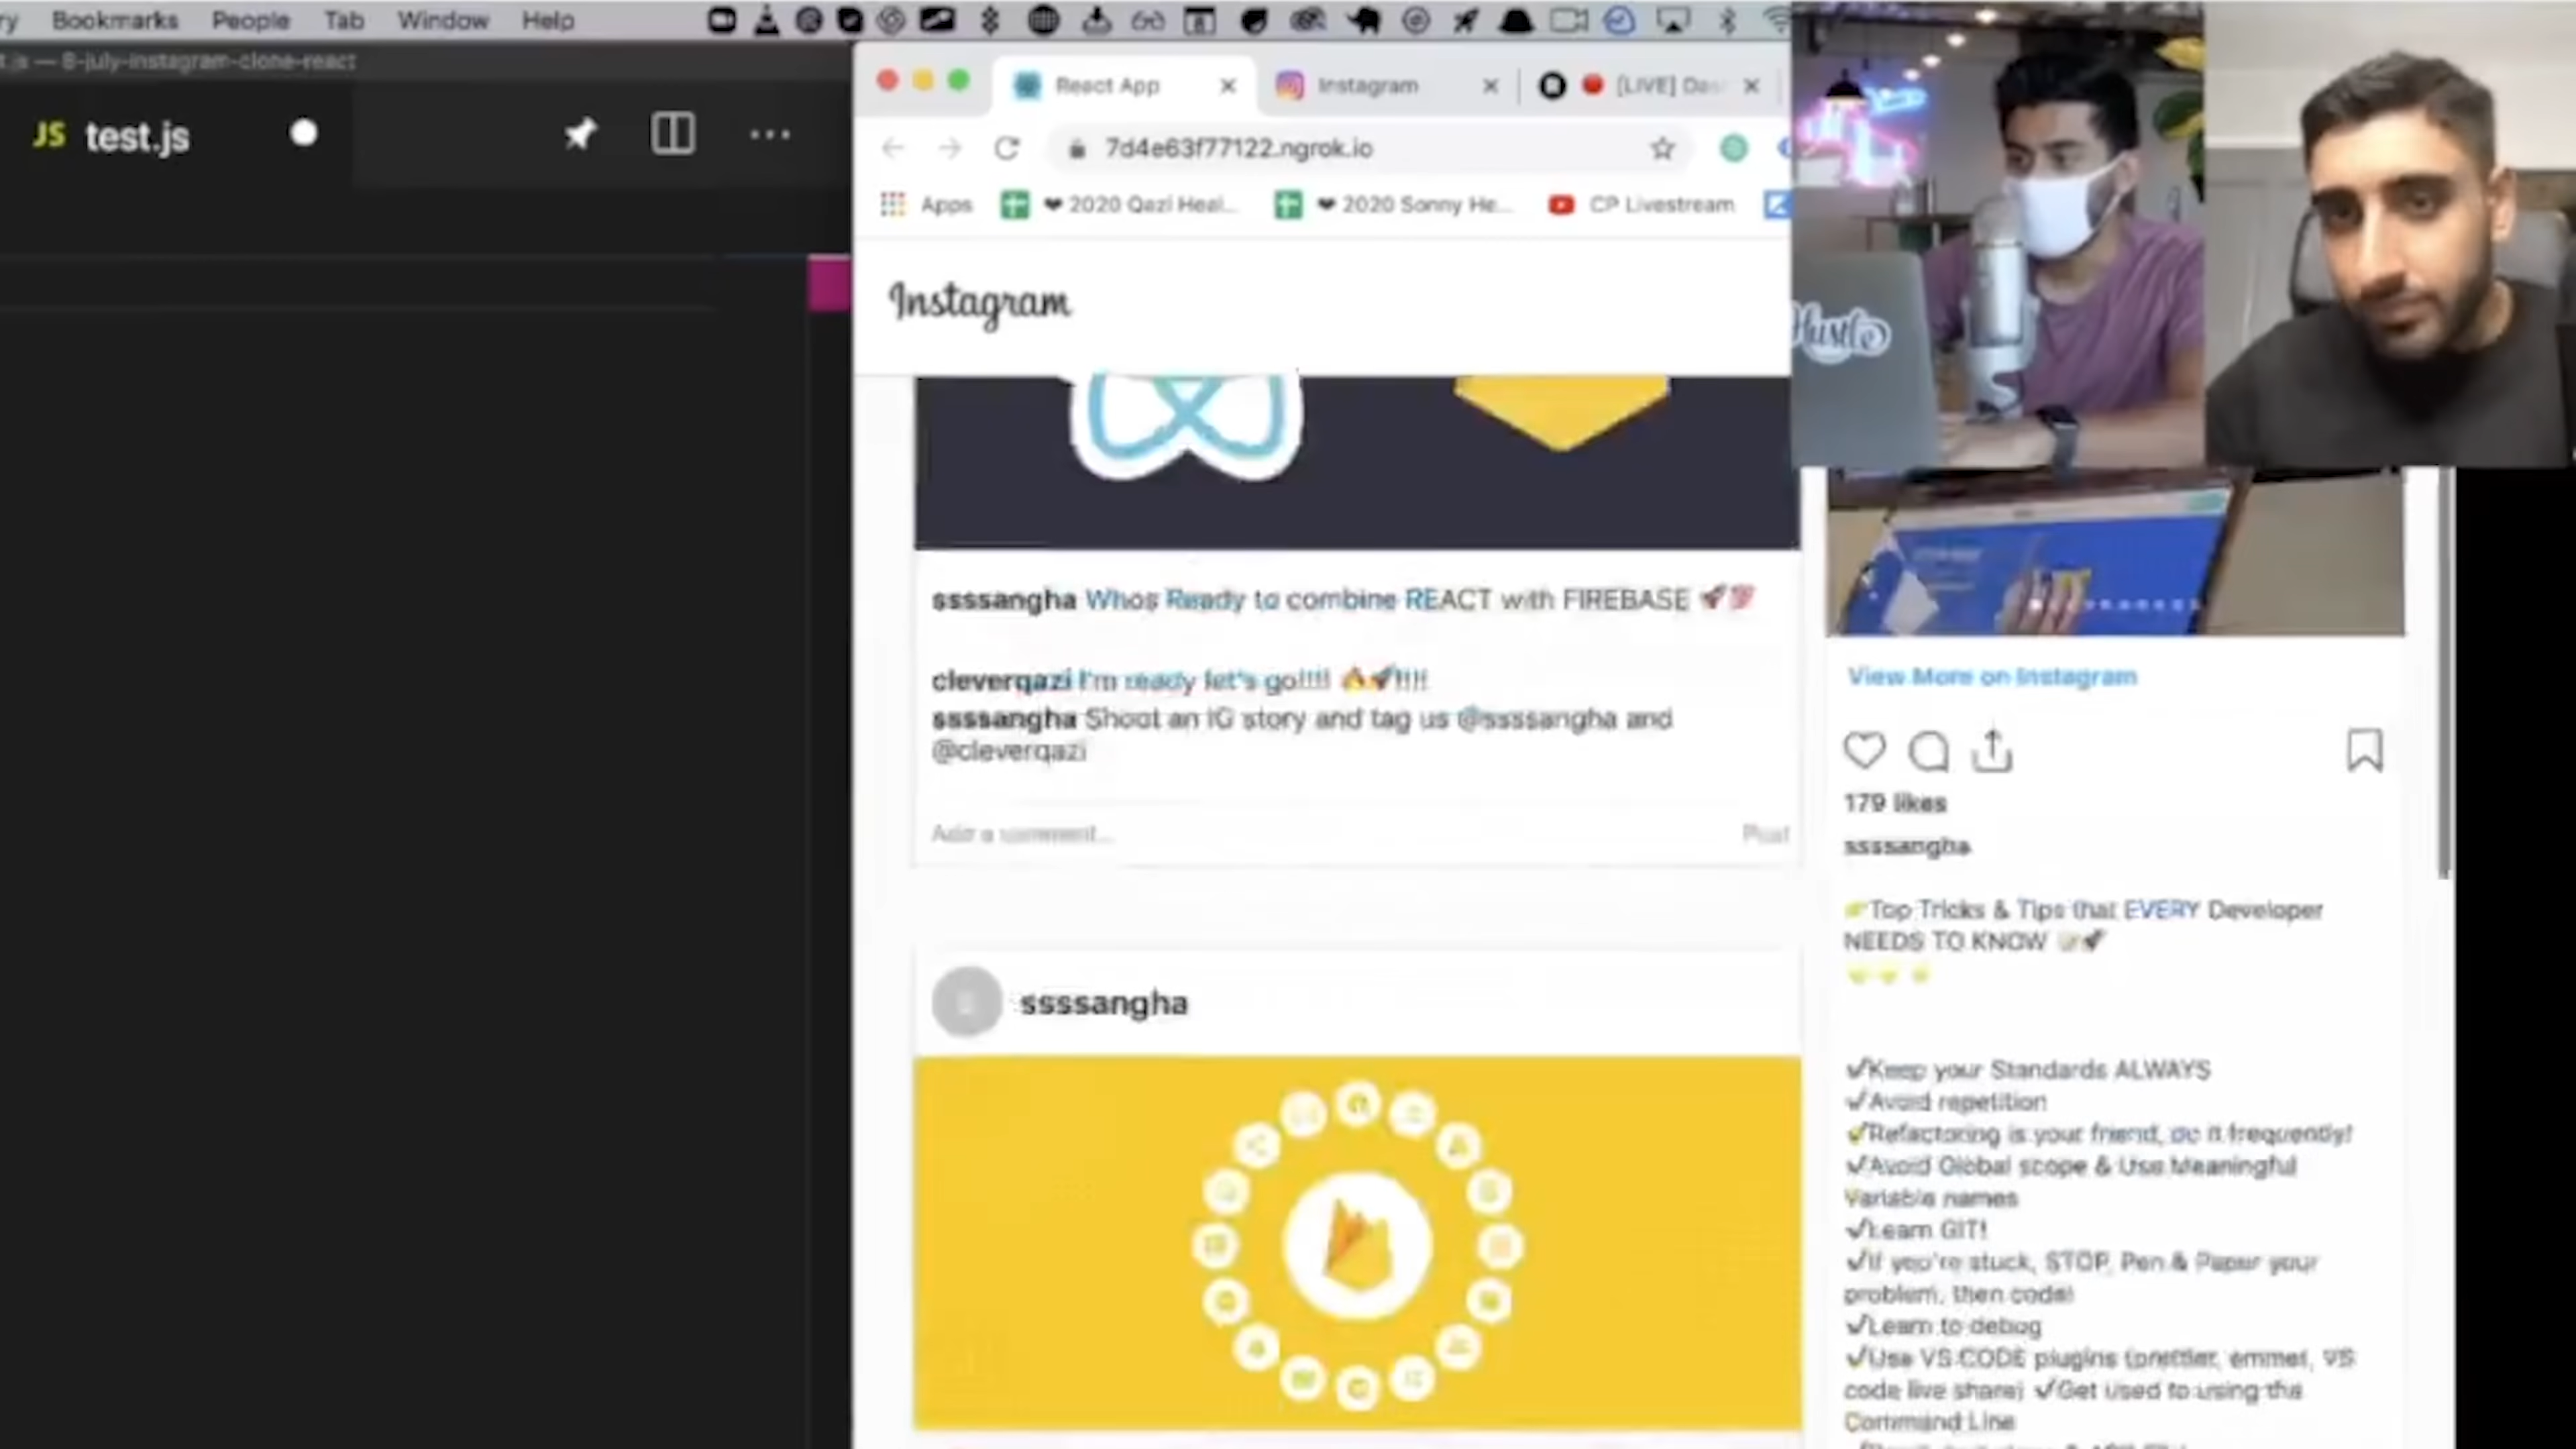 Bookmarks People Tab Window Help
.js — 8-july-instagram-clone-react
JS test.js
React App
Instagram
[LIVE]
7d4e63f77122.ngrok.io
Apps
❤ 2020 Qazi Heal...
❤ 2020 Sonny He...
CP Livestream
Instagram
Hustle
ssssangha Whos Ready to combine REACT with FIREBASE 🚀💯
cleverqazi I'm ready let's go!!!! 🔥🚀!!!!
ssssangha Shoot an IG story and tag us @ssssangha and
@cleverqazi
Add a comment... Post
ssssangha
View More on Instagram
179 likes
ssssangha
Top Tricks & Tips that EVERY Developer
NEEDS TO KNOW
✓Keep your Standards ALWAYS
✓Avoid repetition
✓Refactoring is your friend, do it frequently!
✓Avoid Global scope & Use Meaningful
Variable names
✓Learn GIT!
✓If you're stuck, STOP, Pen & Paper your
problem, then code!
✓Learn to debug
✓Use VS CODE plugins (prettier, emmet, VS
code live share) ✓Get used to using the
Command Line